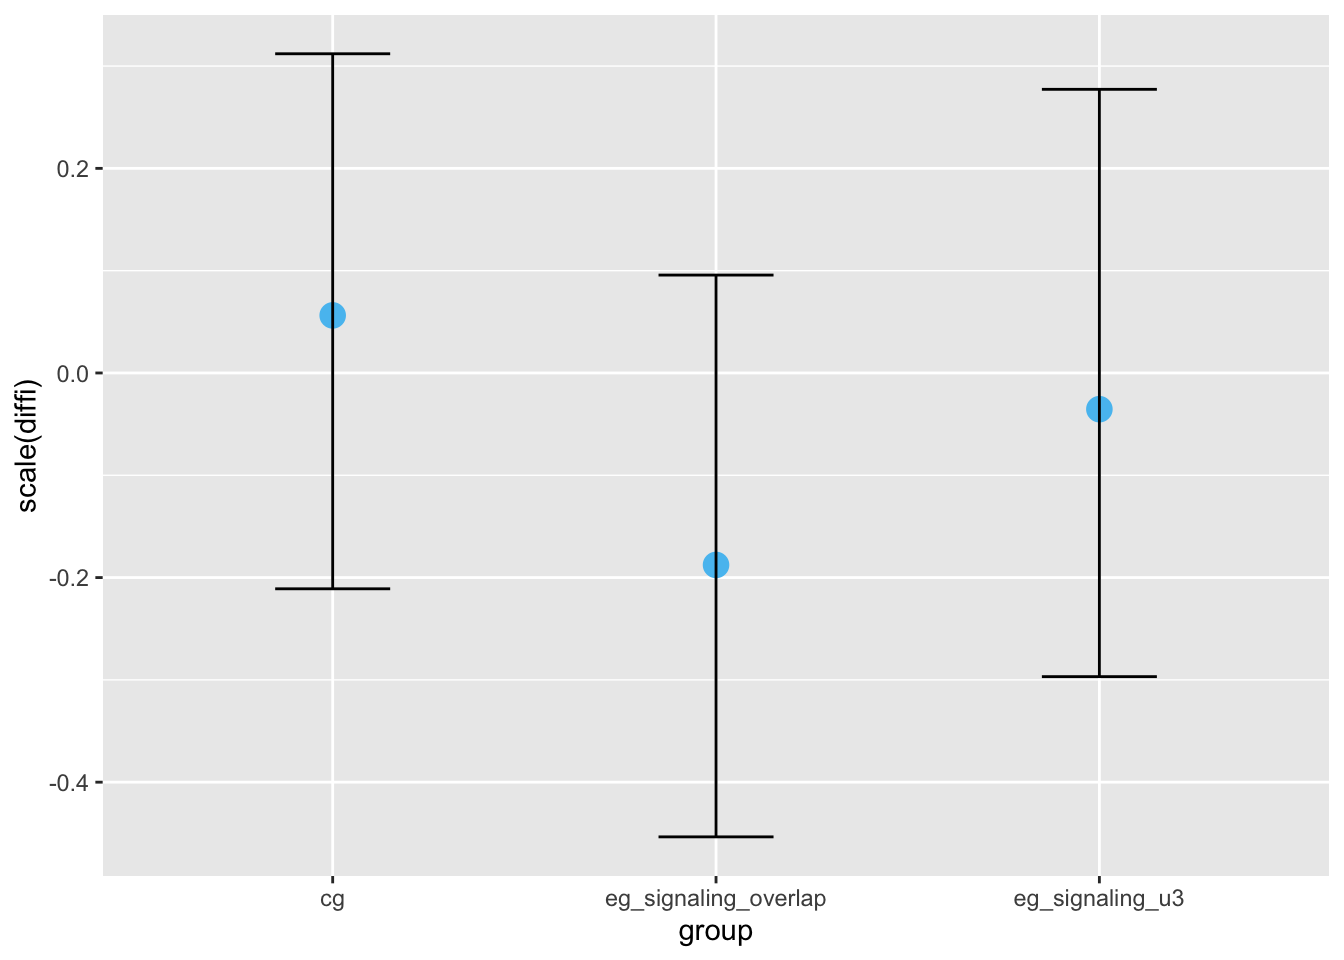 0.2
0.0
-0.2
-0.4
scale(diffi)
cg
eg_signaling_overlap
eg_signaling_u3
group